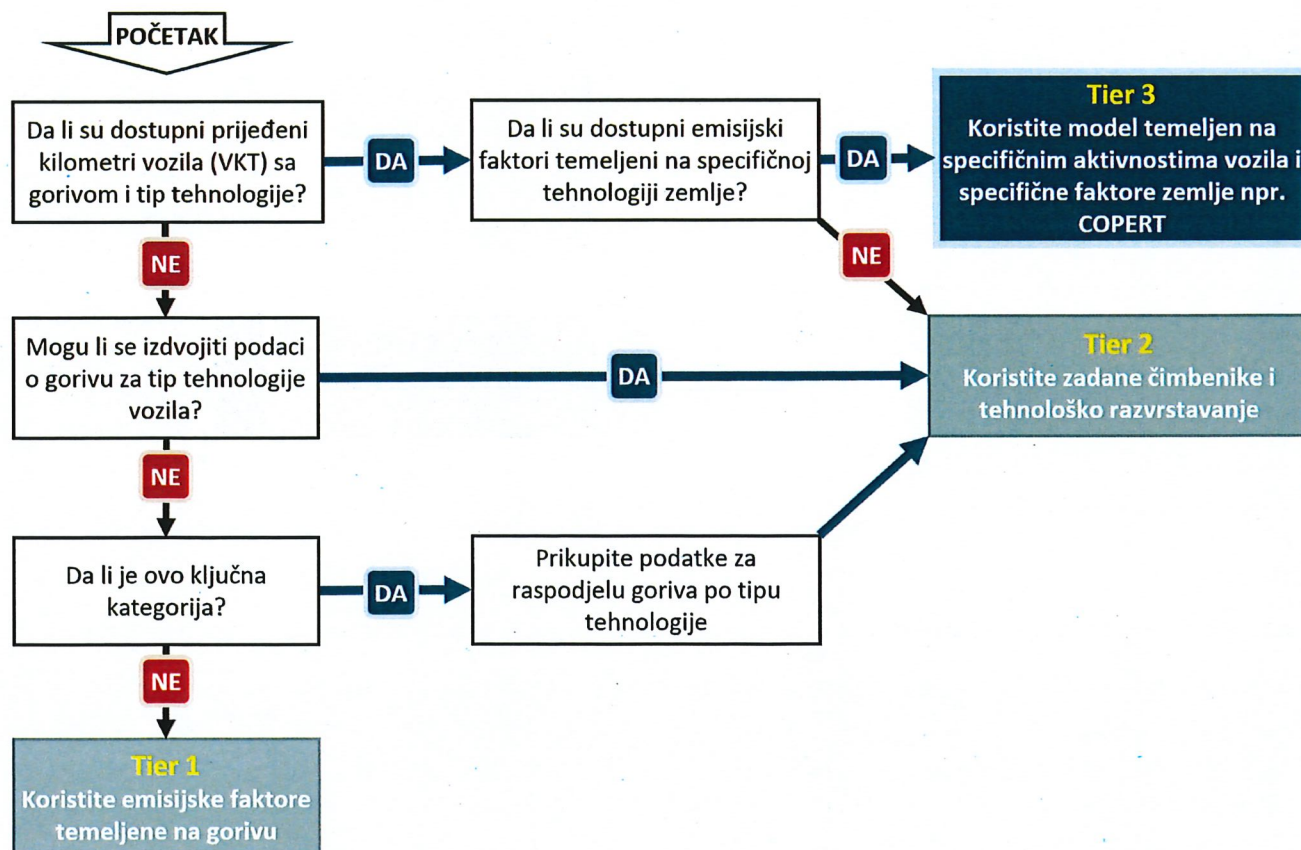 POČETAK
Da li su dostupni prijeđeni
kilometri vozila (VKT) sa
gorivom i tip tehnologije?
DA
Da li su dostupni emisijski
faktori temeljeni na specifičnoj
tehnologiji zemlje?
DA
Tier 3
Koristite model temeljen na
specifičnim aktivnostima vozila i
specifične faktore zemlje npr.
COPERT
NE
NE
Mogu li se izdvojiti podaci
o gorivu za tip tehnologije
vozila?
DA
Tier 2
Koristite zadane čimbenike i
tehnološko razvrstavanje
NE
Da li je ovo ključna
kategorija?
DA
Prikupite podatke za
raspodjelu goriva po tipu
tehnologije
NE
Tier 1
Koristite emisijske faktore
temeljene na gorivu